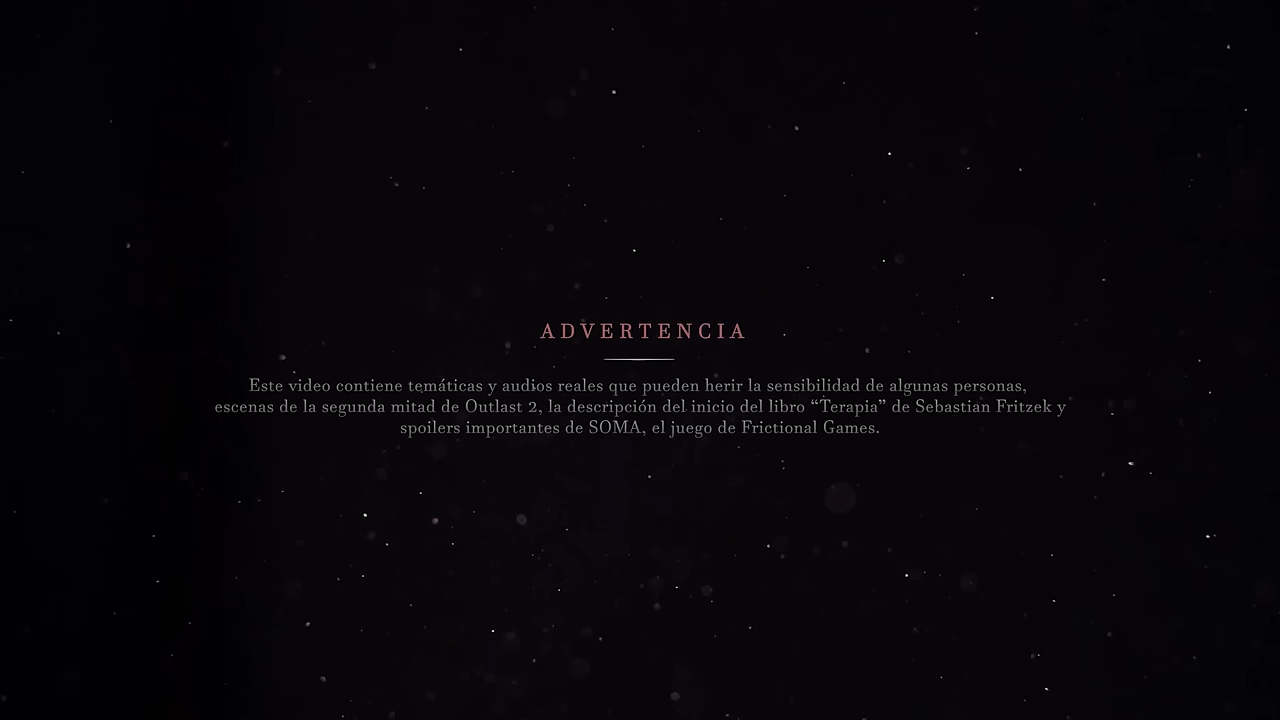 ADVERTENCIA
Este video contiene temáticas y audios reales que pueden herir la sensibilidad de algunas personas,
escenas de la segunda mitad de Outlast 2, la descripción del inicio del libro “Terapia” de Sebastian Fritzek y
spoilers importantes de SOMA, el juego de Frictional Games.